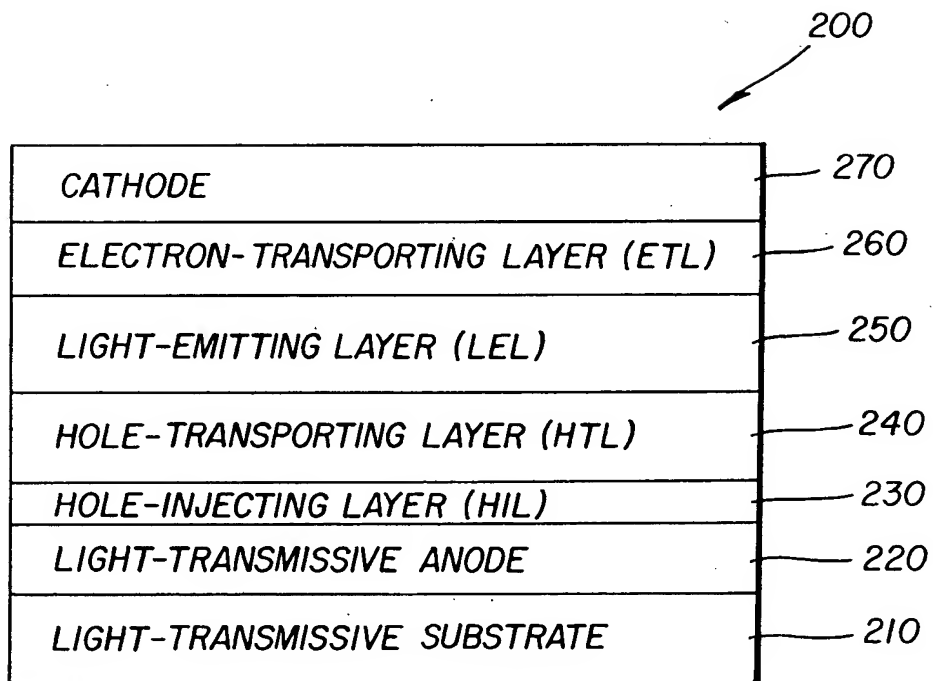 200
CATHODE 270
ELECTRON-TRANSPORTING LAYER (ETL) 260
LIGHT-EMITTING LAYER (LEL) 250
HOLE-TRANSPORTING LAYER (HTL) 240
HOLE-INJECTING LAYER (HIL) 230
LIGHT-TRANSMISSIVE ANODE 220
LIGHT-TRANSMISSIVE SUBSTRATE 210